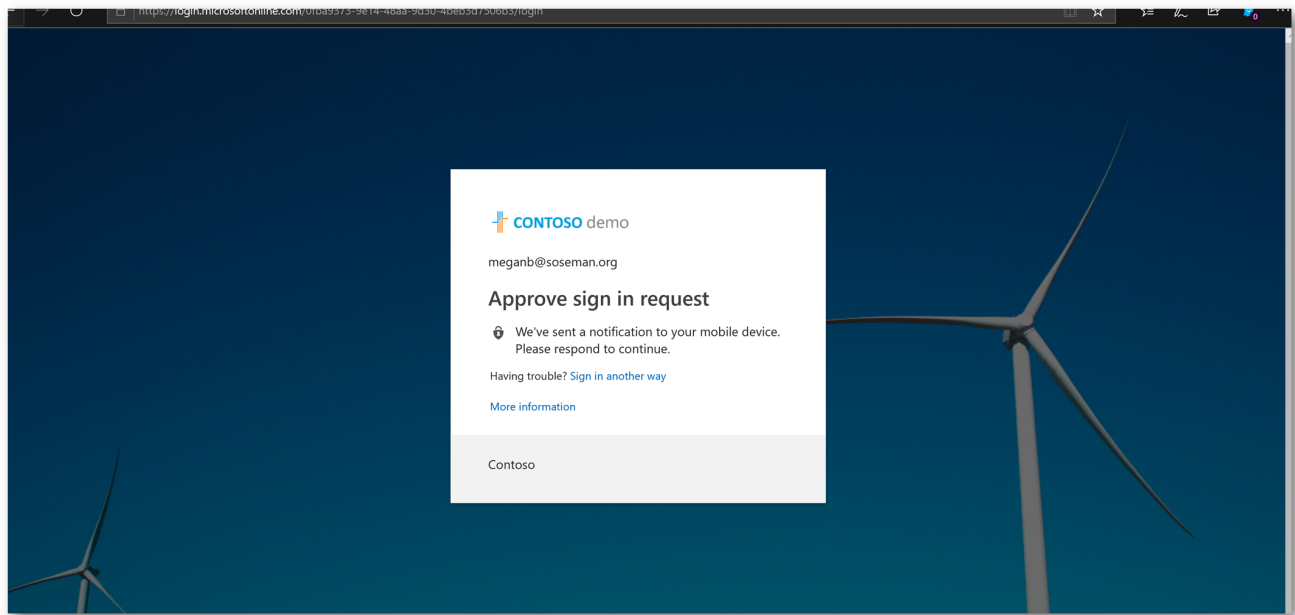 https://login.microsoftonline.com/0fba9373-9e14-48aa-9d30-4beb3d7506b3/login
0
CONTOSO demo
meganb@soseman.org
Approve sign in request
We've sent a notification to your mobile device.
Please respond to continue.
Having trouble? Sign in another way
More information
Contoso